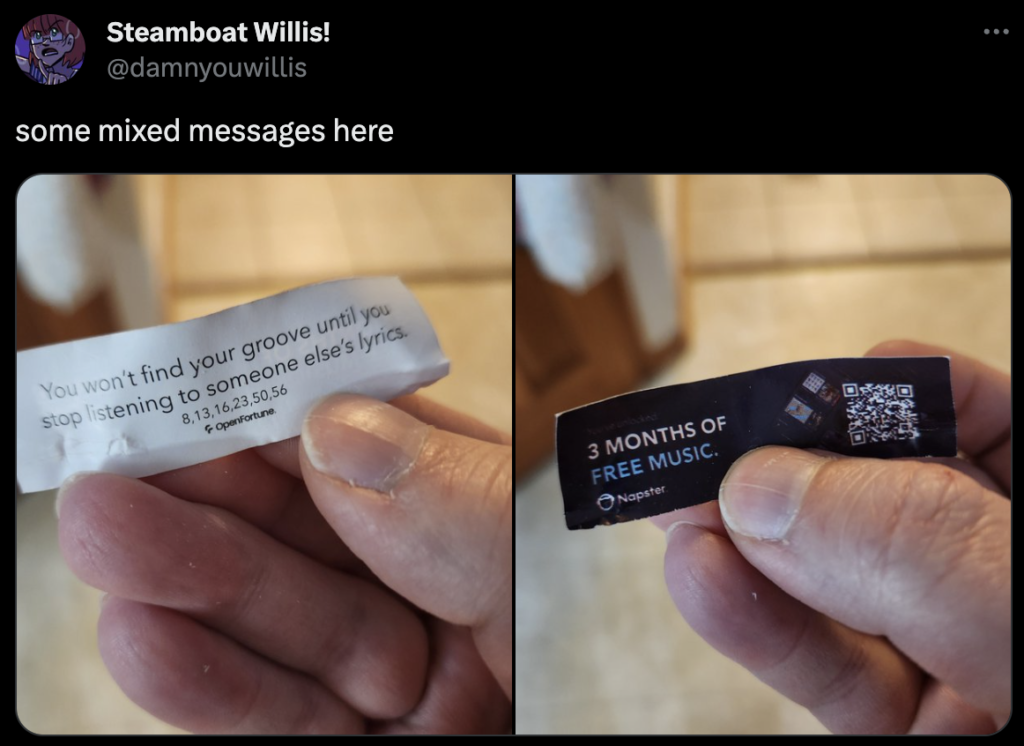 Steamboat Willis!
@damnyouwillis
some mixed messages here
You won't find your groove until you
stop listening to someone else's lyrics.
8,13,16,23,50,56
OpenFortune.
3 MONTHS OF
FREE MUSIC.
Napster.